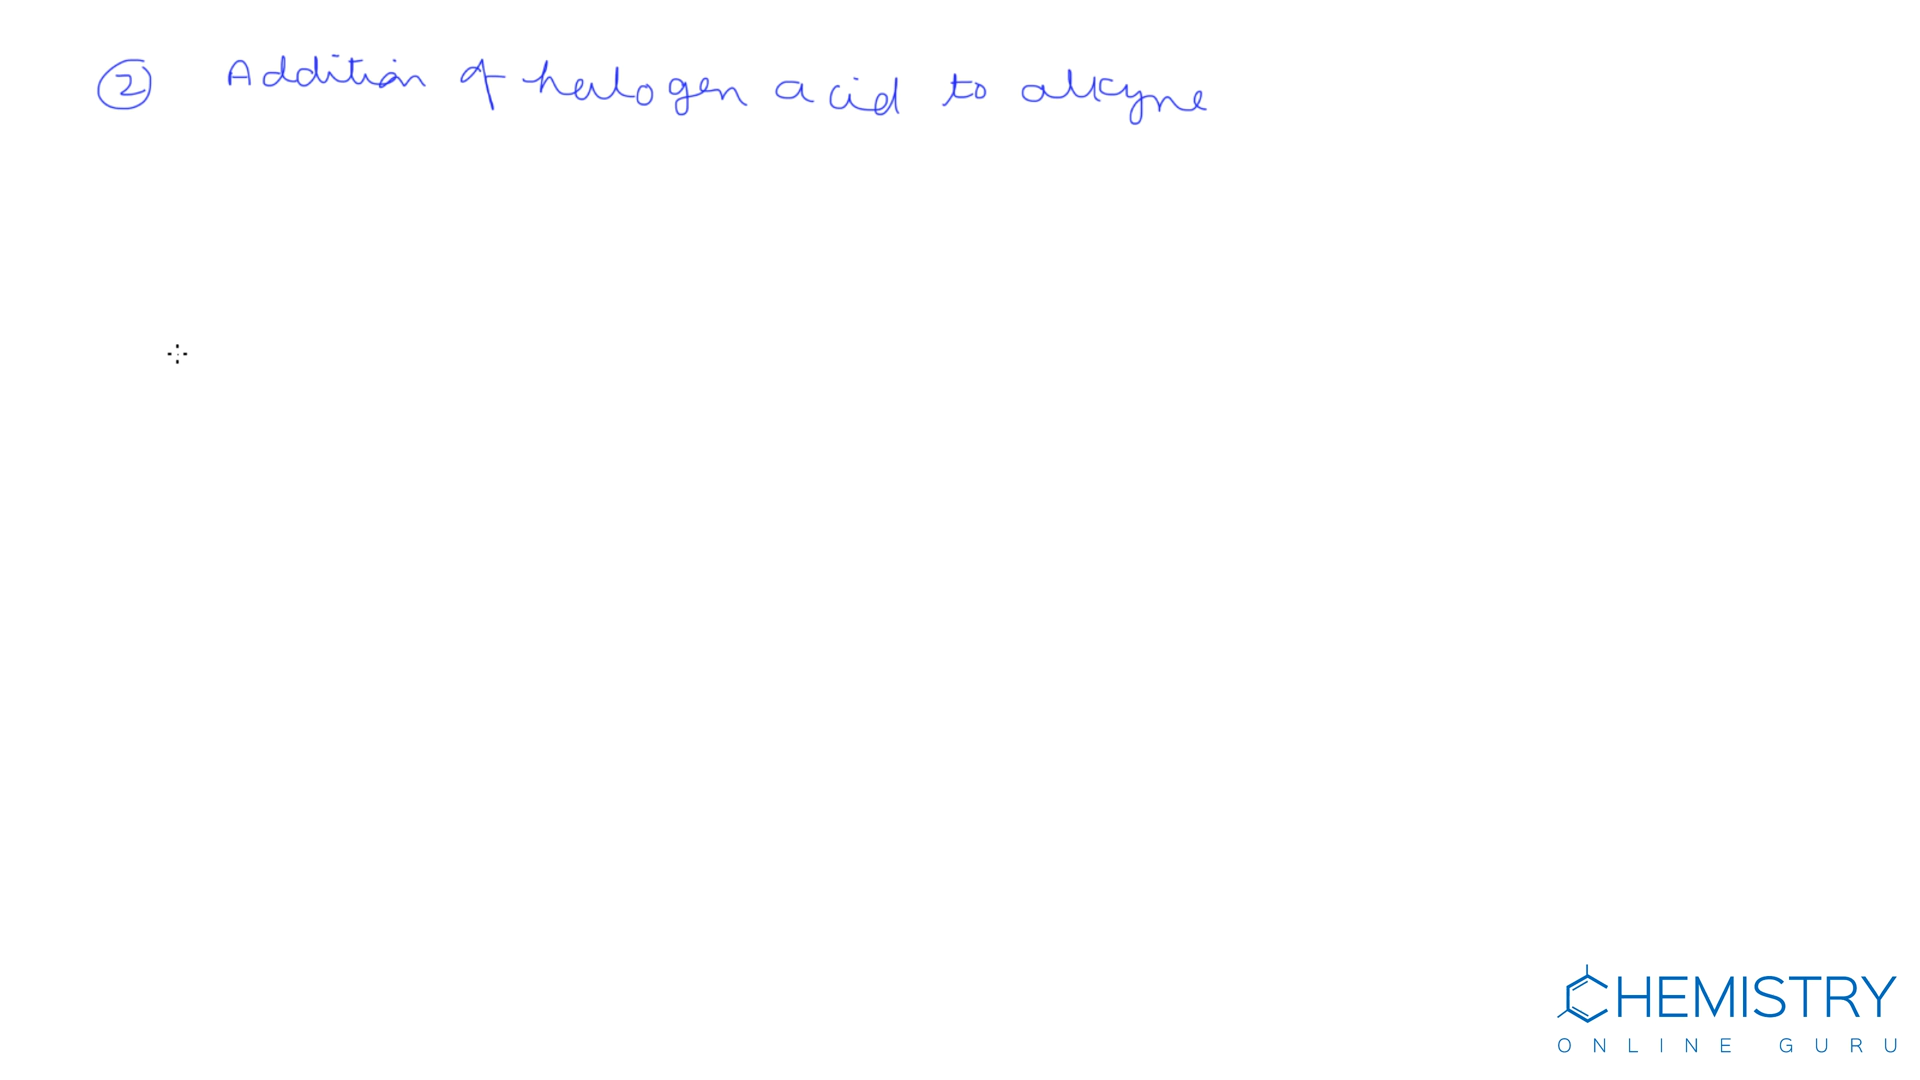 ② Addition of halogen acid to alkyne
CHEMISTRY
ONLINE GURU